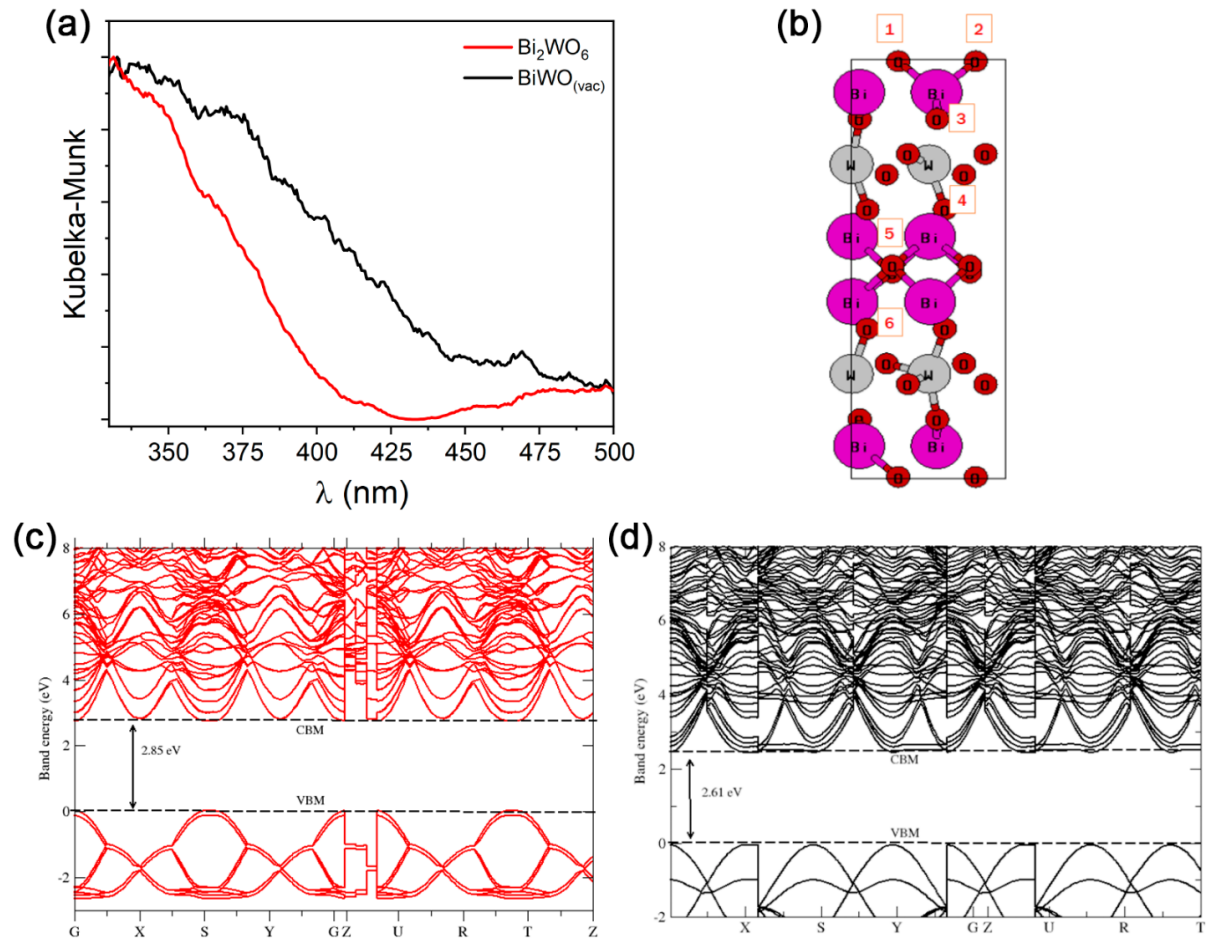 (a)
Bi2WO6
BiWO(vac)
Kubelka-Munk
350 375 400 425 450 475 500
λ (nm)
(b)
1 2
Bi Bi
O O
O O
3
W W
O O
O O
4
Bi Bi
5
O O
Bi Bi
6
O O
W W
O O
O O
Bi Bi
O O
(c)
Band energy (eV)
8
6
4
2
0
-2
CBM
2.85 eV
VBM
G X S Y G Z U R T Z
(d)
Band energy (eV)
8
6
4
2
0
-2
CBM
2.61 eV
VBM
X S Y G Z U R T